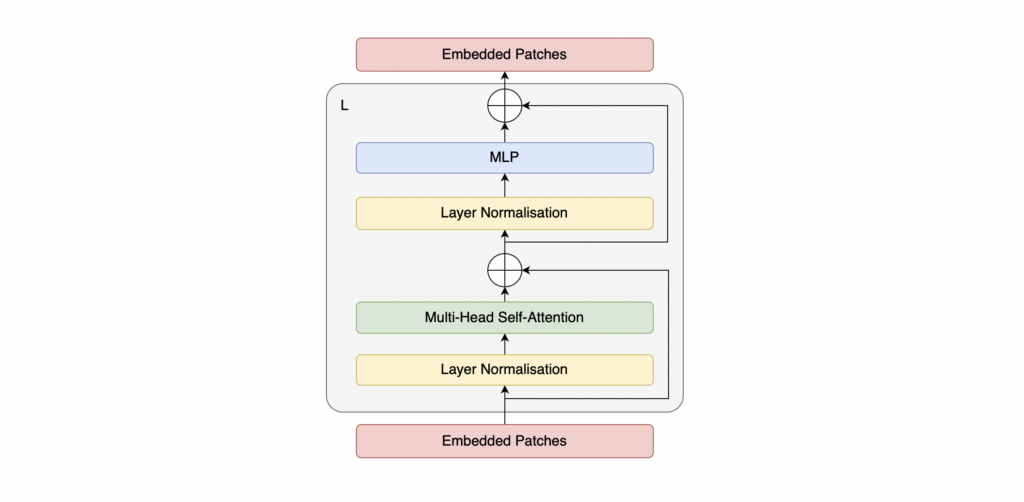 Embedded Patches
L
MLP
Layer Normalisation
Multi-Head Self-Attention
Layer Normalisation
Embedded Patches